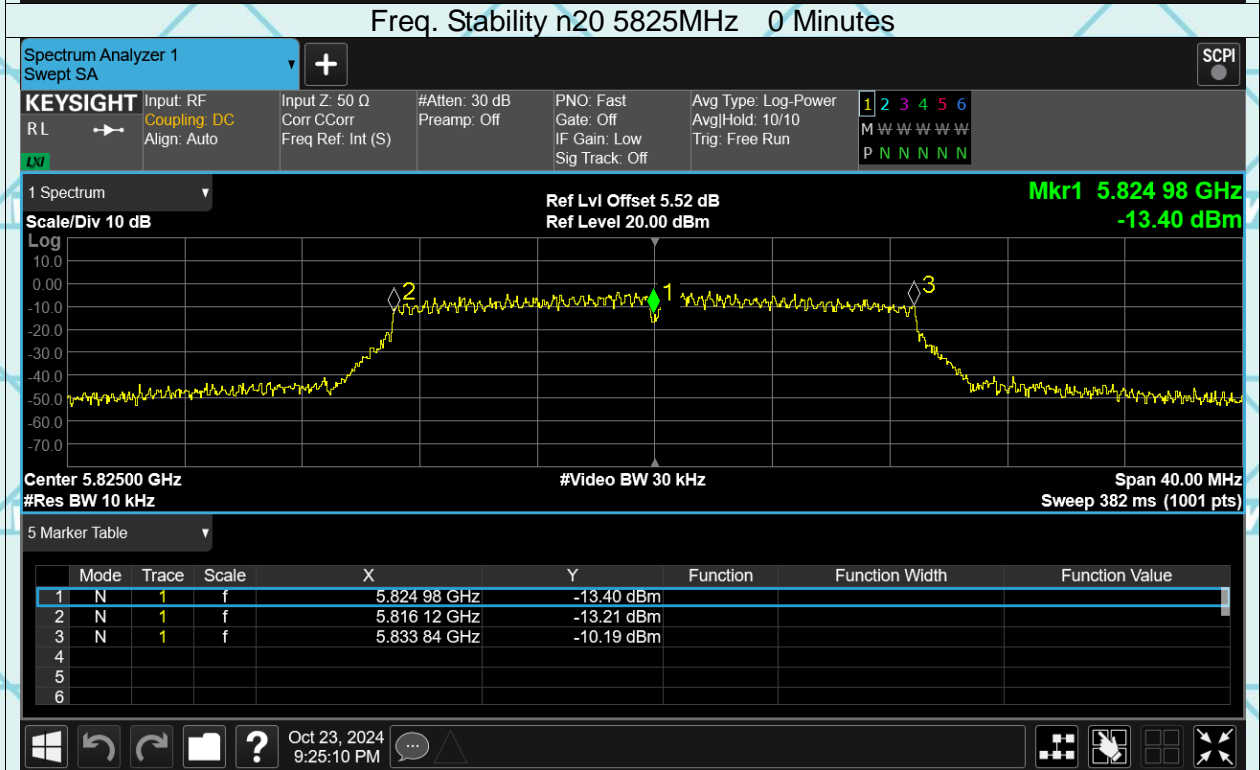 Freq. Stability n20 5825MHz 0 Minutes
Spectrum Analyzer 1
Swept SA
+
SCPI
KEYSIGHT
RL
LXI
Input: RF
Coupling: DC
Align: Auto
Input Z: 50 Ω
Corr CCorr
Freq Ref: Int (S)
#Atten: 30 dB
Preamp: Off
PNO: Fast
Gate: Off
IF Gain: Low
Sig Track: Off
Avg Type: Log-Power
Avg|Hold: 10/10
Trig: Free Run
1 2 3 4 5 6
M W W W W W
P N N N N N
1 Spectrum
Scale/Div 10 dB
Ref Lvl Offset 5.52 dB
Ref Level 20.00 dBm
Mkr1 5.824 98 GHz
-13.40 dBm
Log
10.0
0.00
-10.0
-20.0
-30.0
-40.0
-50.0
-60.0
-70.0
2
1
3
Center 5.82500 GHz
#Res BW 10 kHz
#Video BW 30 kHz
Span 40.00 MHz
Sweep 382 ms (1001 pts)
5 Marker Table
Mode Trace Scale X Y Function Function Width Function Value
1 N 1 f 5.824 98 GHz -13.40 dBm
2 N 1 f 5.816 12 GHz -13.21 dBm
3 N 1 f 5.833 84 GHz -10.19 dBm
4
5
6
?
Oct 23, 2024
9:25:10 PM